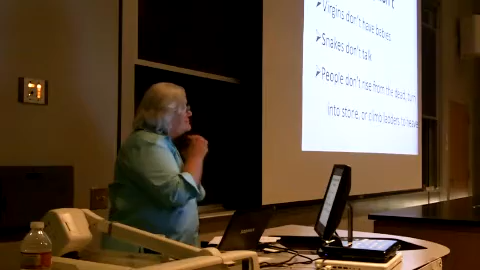 ➢Virgins don't have babies
➢Snakes don't talk
➢People don't rise from the dead, turn
into stone, or climb ladders to heaven